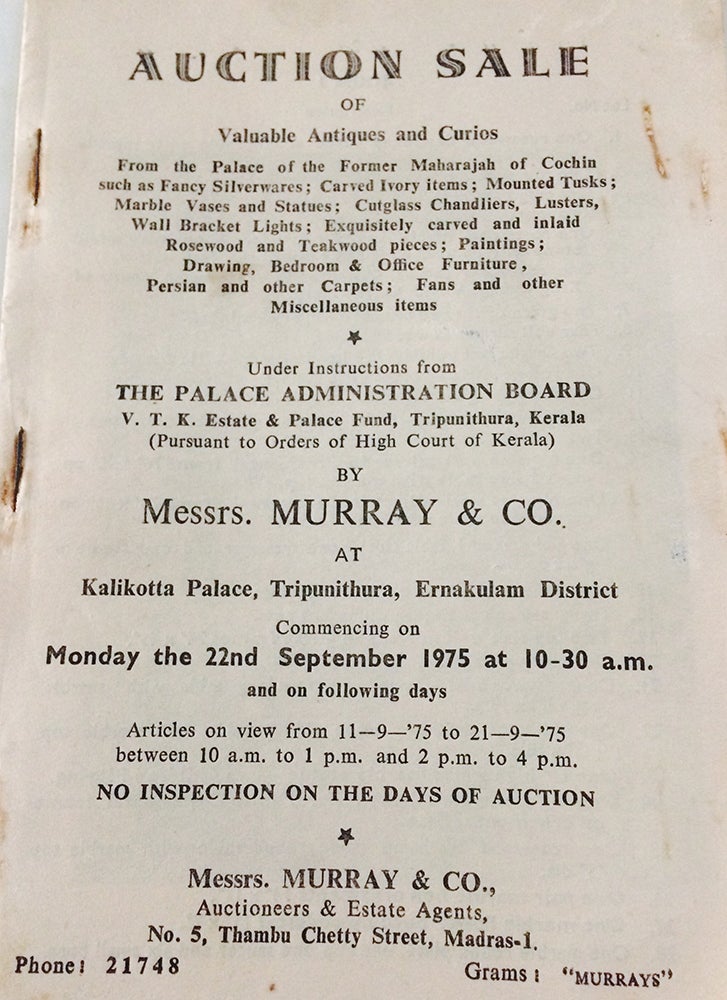 AUCTION SALE
OF
Valuable Antiques and Curios
From the Palace of the Former Maharajah of Cochin
such as Fancy Silverwares; Carved Ivory items; Mounted Tusks;
Marble Vases and Statues; Cutglass Chandliers, Lusters,
Wall Bracket Lights; Exquisitely carved and inlaid
Rosewood and Teakwood pieces; Paintings;
Drawing, Bedroom & Office Furniture,
Persian and other Carpets; Fans and other
Miscellaneous items
Under Instructions from
THE PALACE ADMINISTRATION BOARD
V. T. K. Estate & Palace Fund, Tripunithura, Kerala
(Pursuant to Orders of High Court of Kerala)
BY
Messrs. MURRAY & CO.
AT
Kalikotta Palace, Tripunithura, Ernakulam District
Commencing on
Monday the 22nd September 1975 at 10-30 a.m.
and on following days
Articles on view from 11—9—'75 to 21—9—'75
between 10 a.m. to 1 p.m. and 2 p.m. to 4 p.m.
NO INSPECTION ON THE DAYS OF AUCTION
Messrs. MURRAY & CO.,
Auctioneers & Estate Agents,
No. 5, Thambu Chetty Street, Madras-1.
Phone: 21748
Grams: "MURRAYS"